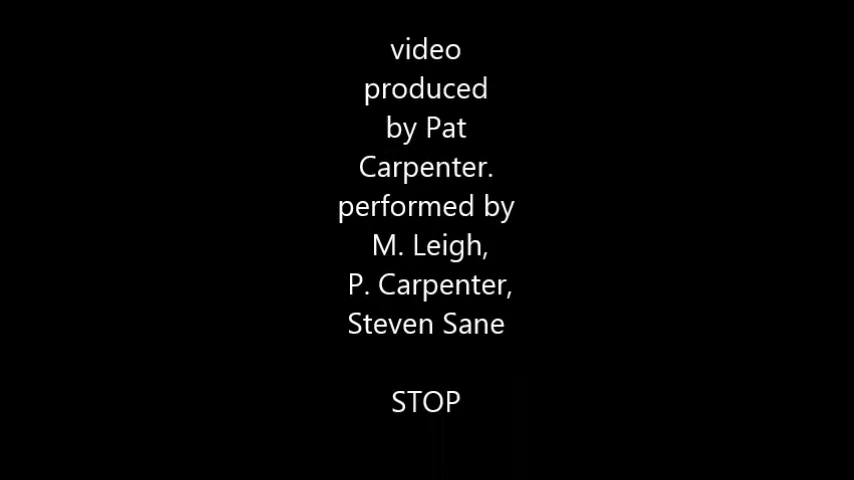 video
produced
by Pat
Carpenter.
performed by
M. Leigh,
P. Carpenter,
Steven Sane
STOP